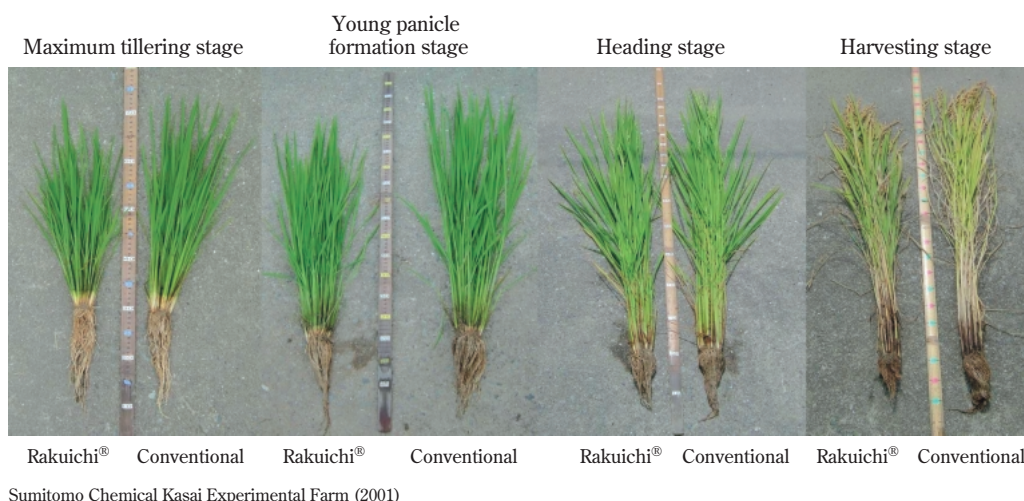 Maximum tillering stage
Young panicle
formation stage
Heading stage
Harvesting stage
Rakuichi® Conventional
Rakuichi® Conventional
Rakuichi® Conventional
Rakuichi® Conventional
Sumitomo Chemical Kasai Experimental Farm (2001)